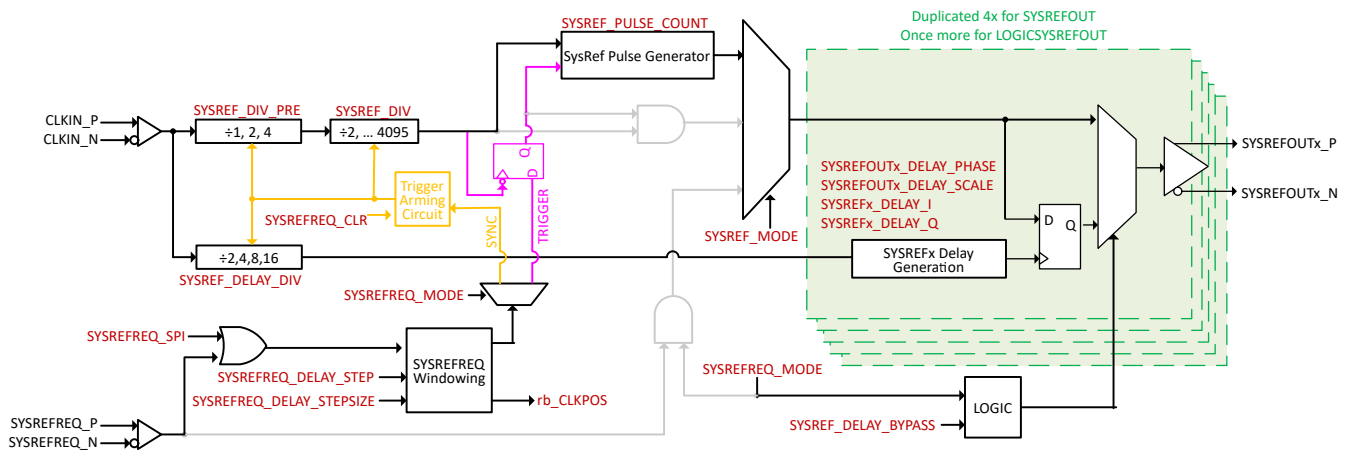 Duplicated 4x for SYSREFOUT
Once more for LOGICSYSREFOUT
SYSREF_PULSE_COUNT
SysRef Pulse Generator
SYSREF_DIV_PRE
SYSREF_DIV
CLKIN_P
CLKIN_N
÷1, 2, 4
÷2, ... 4095
Q
D
TRIGGER
SYNC
Trigger
Arming
Circuit
SYSREFREQ_CLR
÷2,4,8,16
SYSREF_DELAY_DIV
SYSREF_MODE
SYSREFOUTx_DELAY_PHASE
SYSREFOUTx_DELAY_SCALE
SYSREFx_DELAY_I
SYSREFx_DELAY_Q
SYSREFx Delay
Generation
D
Q
SYSREFOUTx_P
SYSREFOUTx_N
SYSREFREQ_MODE
SYSREFREQ_SPI
SYSREFREQ
Windowing
SYSREFREQ_DELAY_STEP
SYSREFREQ_DELAY_STEPSIZE
rb_CLKPOS
SYSREFREQ_P
SYSREFREQ_N
SYSREFREQ_MODE
SYSREF_DELAY_BYPASS
LOGIC